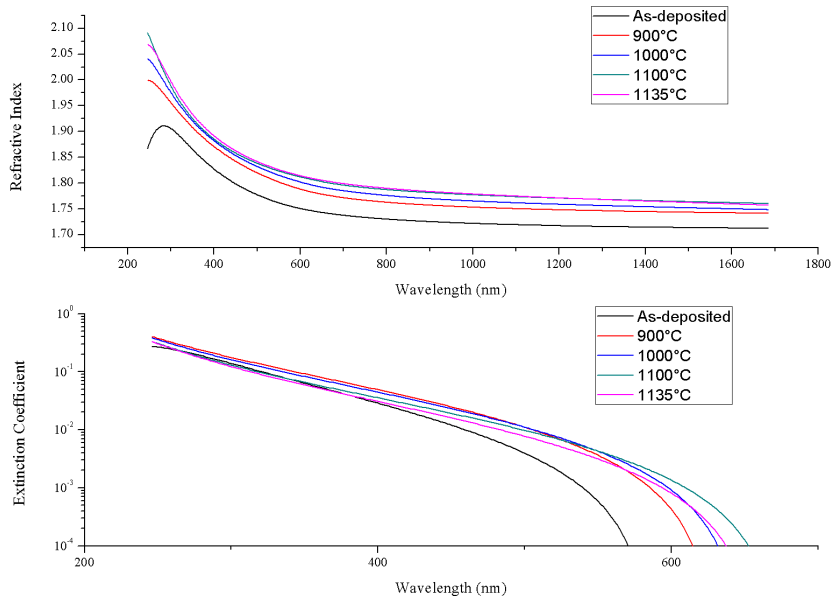 As-deposited
900°C
1000°C
1100°C
1135°C
2.10
2.05
2.00
1.95
1.90
1.85
1.80
1.75
1.70
Refractive Index
200 400 600 800 1000 1200 1400 1600 1800
Wavelength (nm)
As-deposited
900°C
1000°C
1100°C
1135°C
10^0
10^-1
10^-2
10^-3
10^-4
Extinction Coefficient
200 400 600
Wavelength (nm)